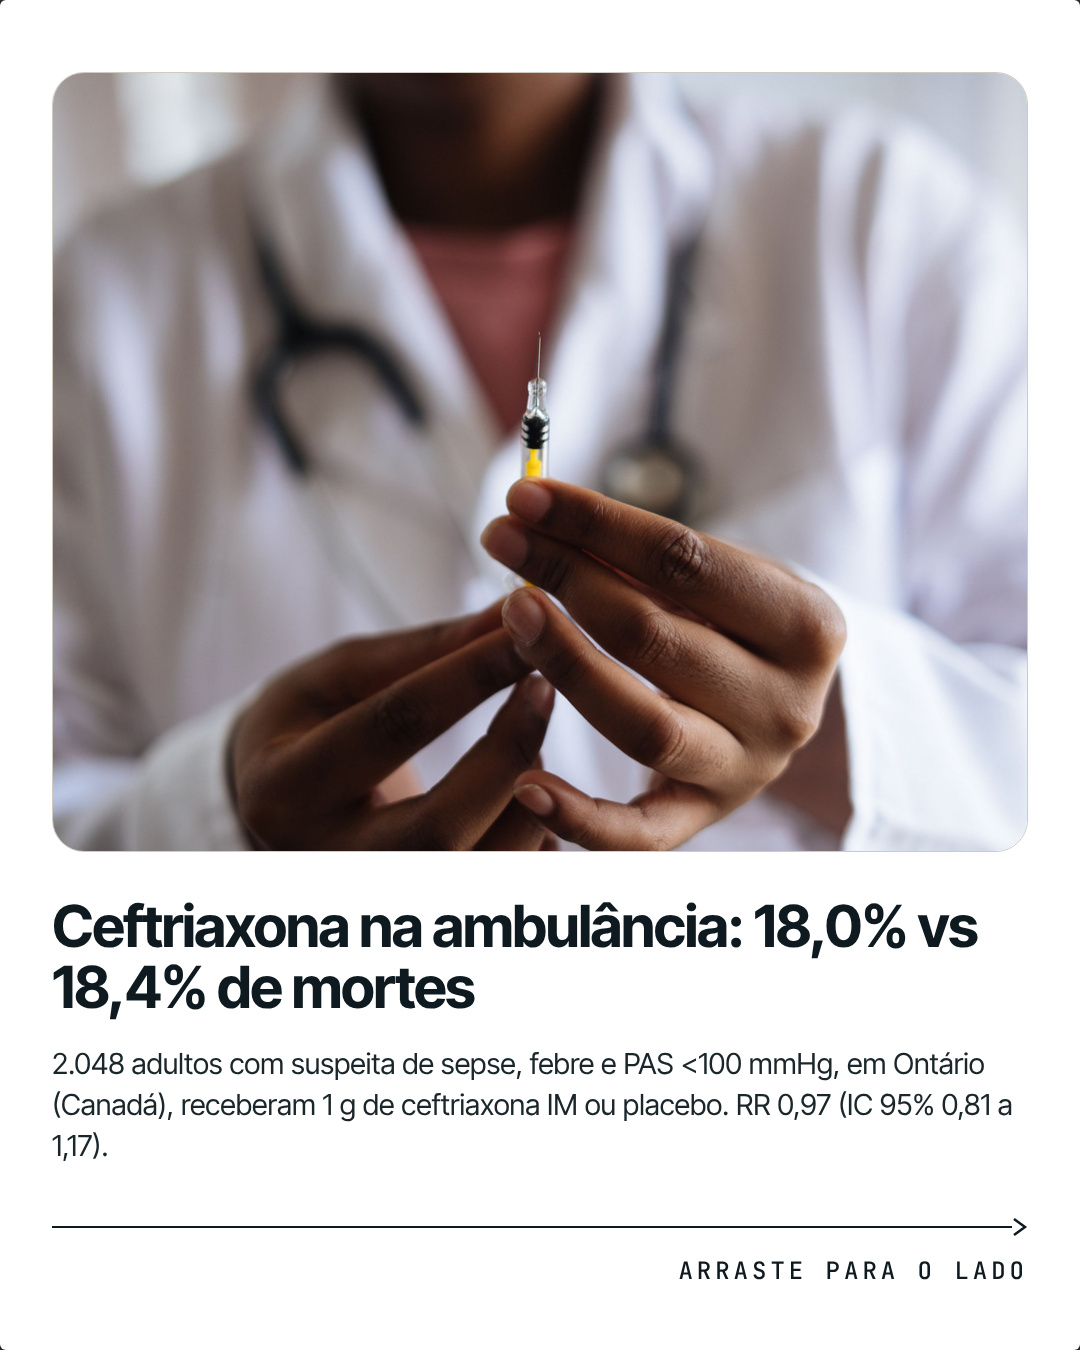 Ceftriaxona na ambulância: 18,0% vs
18,4% de mortes
2.048 adultos com suspeita de sepse, febre e PAS <100 mmHg, em Ontário
(Canadá), receberam 1 g de ceftriaxona IM ou placebo. RR 0,97 (IC 95% 0,81 a
1,17).
ARRASTE PARA O LADO